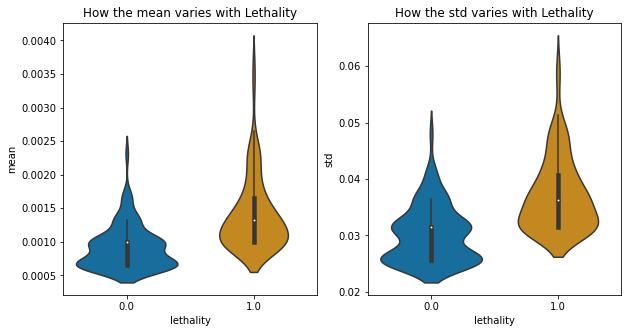 How the mean varies with Lethality
mean
0.0040
0.0035
0.0030
0.0025
0.0020
0.0015
0.0010
0.0005
0.0
1.0
lethality
How the std varies with Lethality
std
0.06
0.05
0.04
0.03
0.02
0.0
1.0
lethality